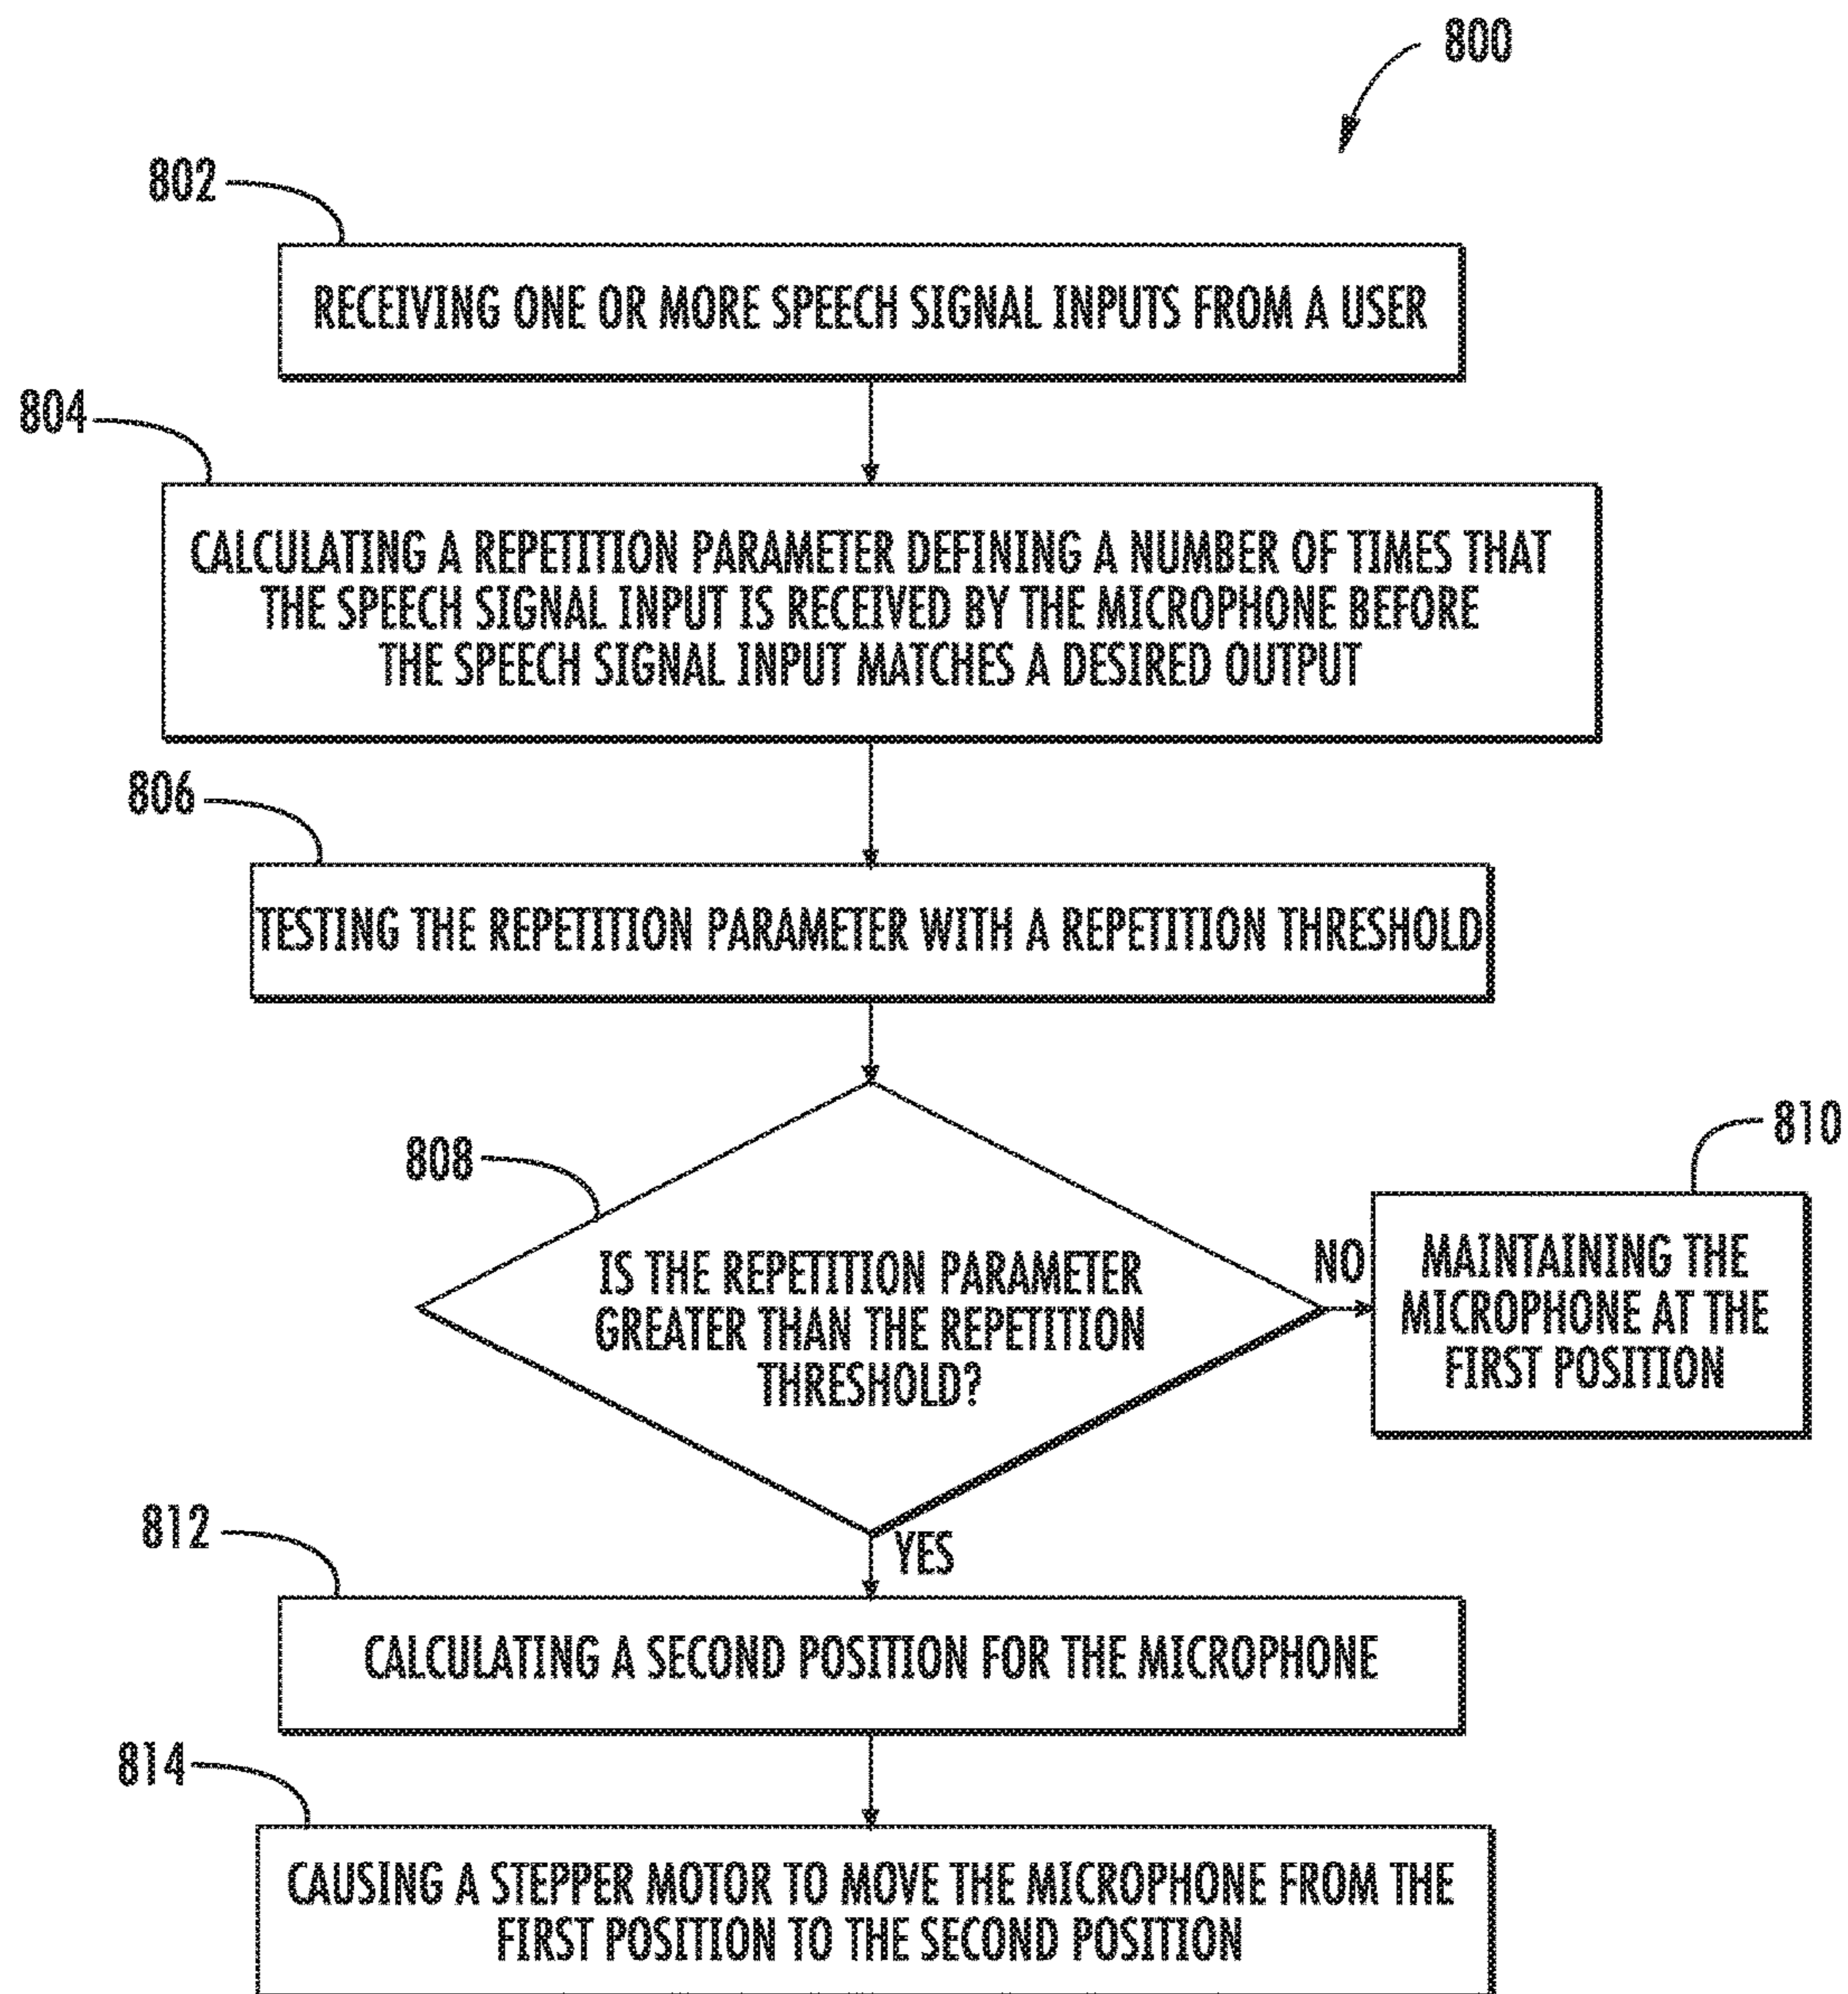 800
802
RECEIVING ONE OR MORE SPEECH SIGNAL INPUTS FROM A USER
804
CALCULATING A REPETITION PARAMETER DEFINING A NUMBER OF TIMES THAT
THE SPEECH SIGNAL INPUT IS RECEIVED BY THE MICROPHONE BEFORE
THE SPEECH SIGNAL INPUT MATCHES A DESIRED OUTPUT
806
TESTING THE REPETITION PARAMETER WITH A REPETITION THRESHOLD
808
IS THE REPETITION PARAMETER
GREATER THAN THE REPETITION
THRESHOLD?
NO
810
MAINTAINING THE
MICROPHONE AT THE
FIRST POSITION
YES
812
CALCULATING A SECOND POSITION FOR THE MICROPHONE
814
CAUSING A STEPPER MOTOR TO MOVE THE MICROPHONE FROM THE
FIRST POSITION TO THE SECOND POSITION